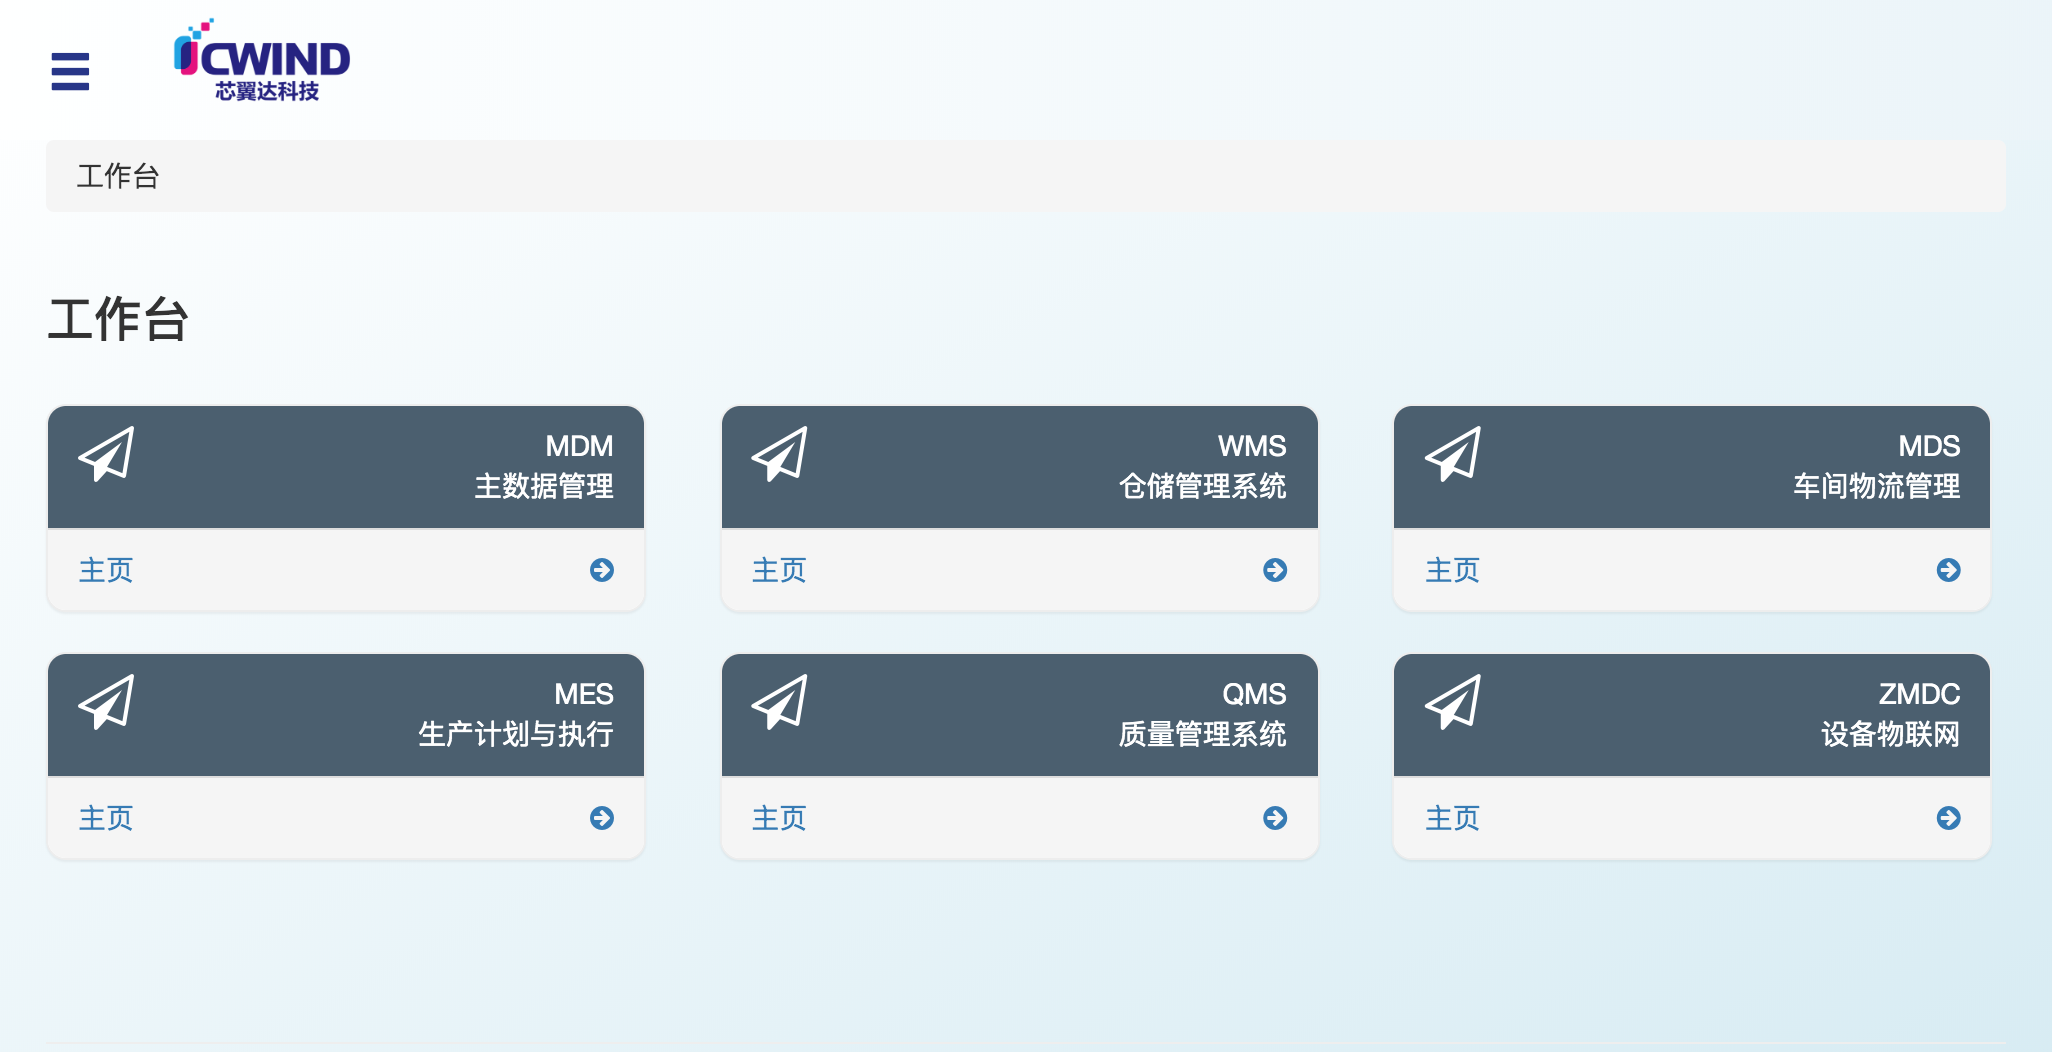 ICWIND
芯翼达科技
工作台
工作台
MDM
主数据管理
主页
WMS
仓储管理系统
主页
MDS
车间物流管理
主页
MES
生产计划与执行
主页
QMS
质量管理系统
主页
ZMDC
设备物联网
主页